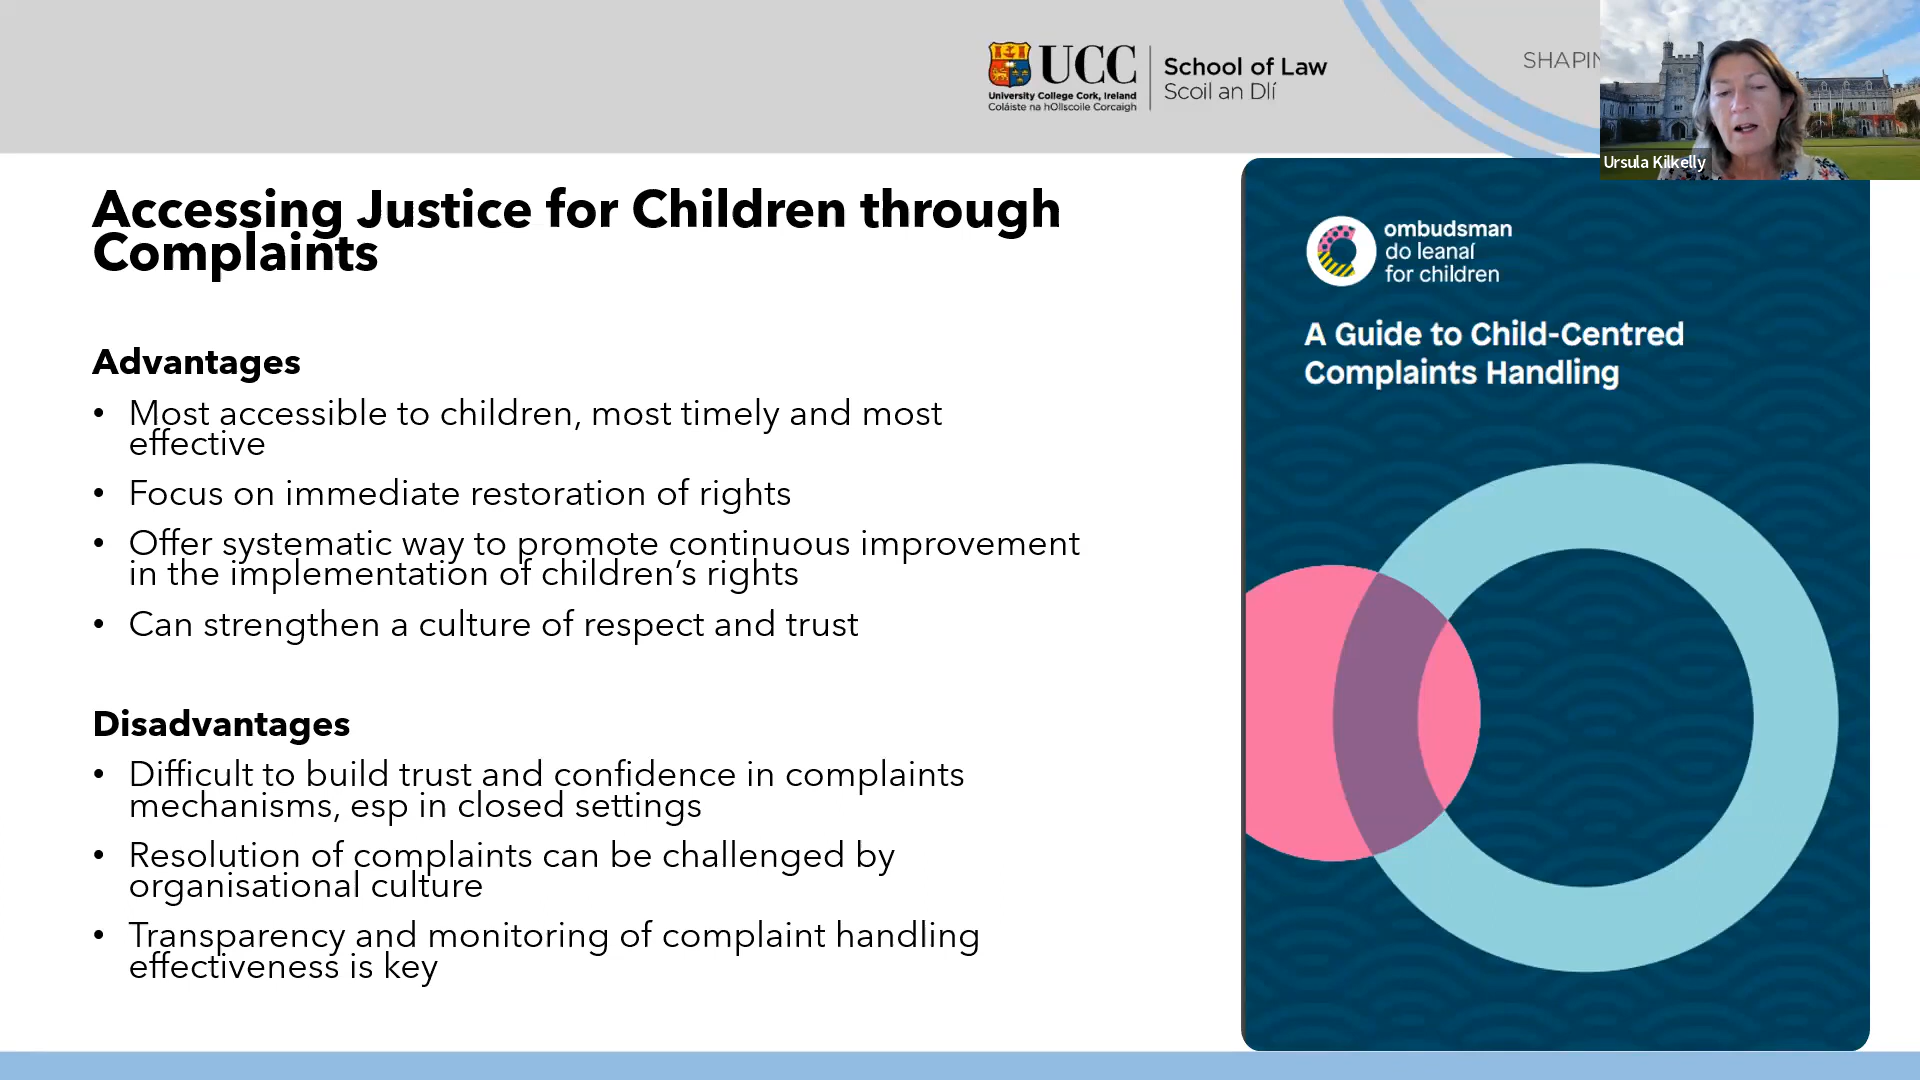 UCC
University College Cork, Ireland
Coláiste na hOllscoile Corcaigh
School of Law
Scoil an Dlí
Ursula Kilkelly
Accessing Justice for Children through
Complaints
Advantages
• Most accessible to children, most timely and most
effective
• Focus on immediate restoration of rights
• Offer systematic way to promote continuous improvement
in the implementation of children’s rights
• Can strengthen a culture of respect and trust
Disadvantages
• Difficult to build trust and confidence in complaints
mechanisms, esp in closed settings
• Resolution of complaints can be challenged by
organisational culture
• Transparency and monitoring of complaint handling
effectiveness is key
ombudsman
do leanaí
for children
A Guide to Child-Centred
Complaints Handling